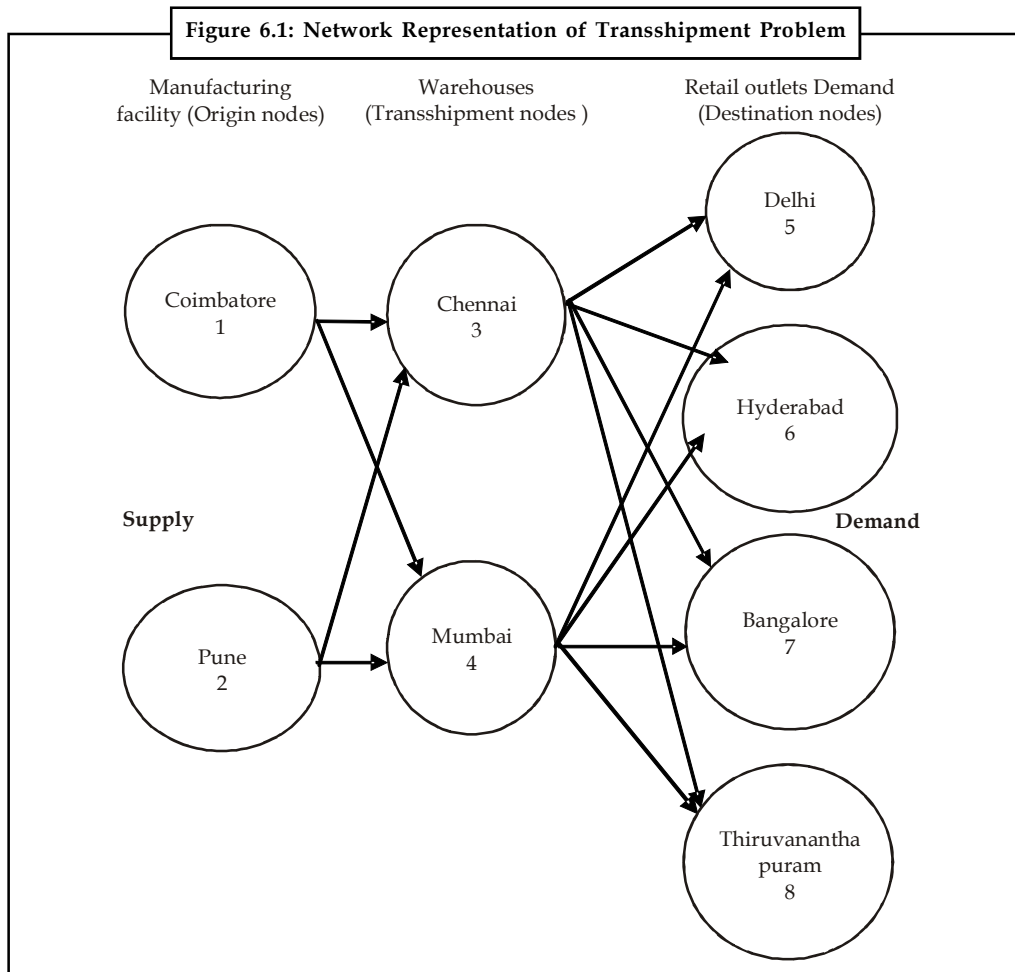 Figure 6.1: Network Representation of Transshipment Problem
Manufacturing
facility (Origin nodes)
Warehouses
(Transshipment nodes )
Retail outlets Demand
(Destination nodes)
Delhi
5
Coimbatore
1
Chennai
3
Hyderabad
6
Supply
Demand
Pune
2
Mumbai
4
Bangalore
7
Thiruvanantha
puram
8